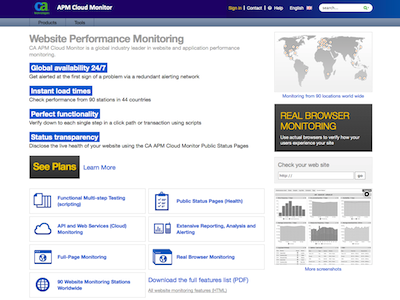 ca
technologies
APM Cloud Monitor
Sign in
Contact
Help
English
search
Products
Tools
Website Performance Monitoring
CA APM Cloud Monitor is a global industry leader in website and application performance
monitoring.
Global availability 24/7
Get alerted at the first sign of a problem via a redundant alerting network
Instant load times
Check performance from 90 stations in 44 countries
Perfect functionality
Verify down to each single step in a click path or transaction using scripts
Status transparency
Disclose the live health of your website using the CA APM Cloud Monitor Public Status Pages
See Plans
Learn More
Functional Multi-step Testing
(scripting)
Public Status Pages (Health)
API and Web Services (Cloud)
Monitoring
Extensive Reporting, Analysis and
Alerting
Full-Page Monitoring
Real Browser Monitoring
90 Website Monitoring Stations
Worldwide
Download the full features list (PDF)
All website monitoring features (HTML)
Monitoring from 90 locations world wide
REAL BROWSER
MONITORING
Use actual browsers to verify how your
users experience your site
Check your web site
http://
go
More screenshots